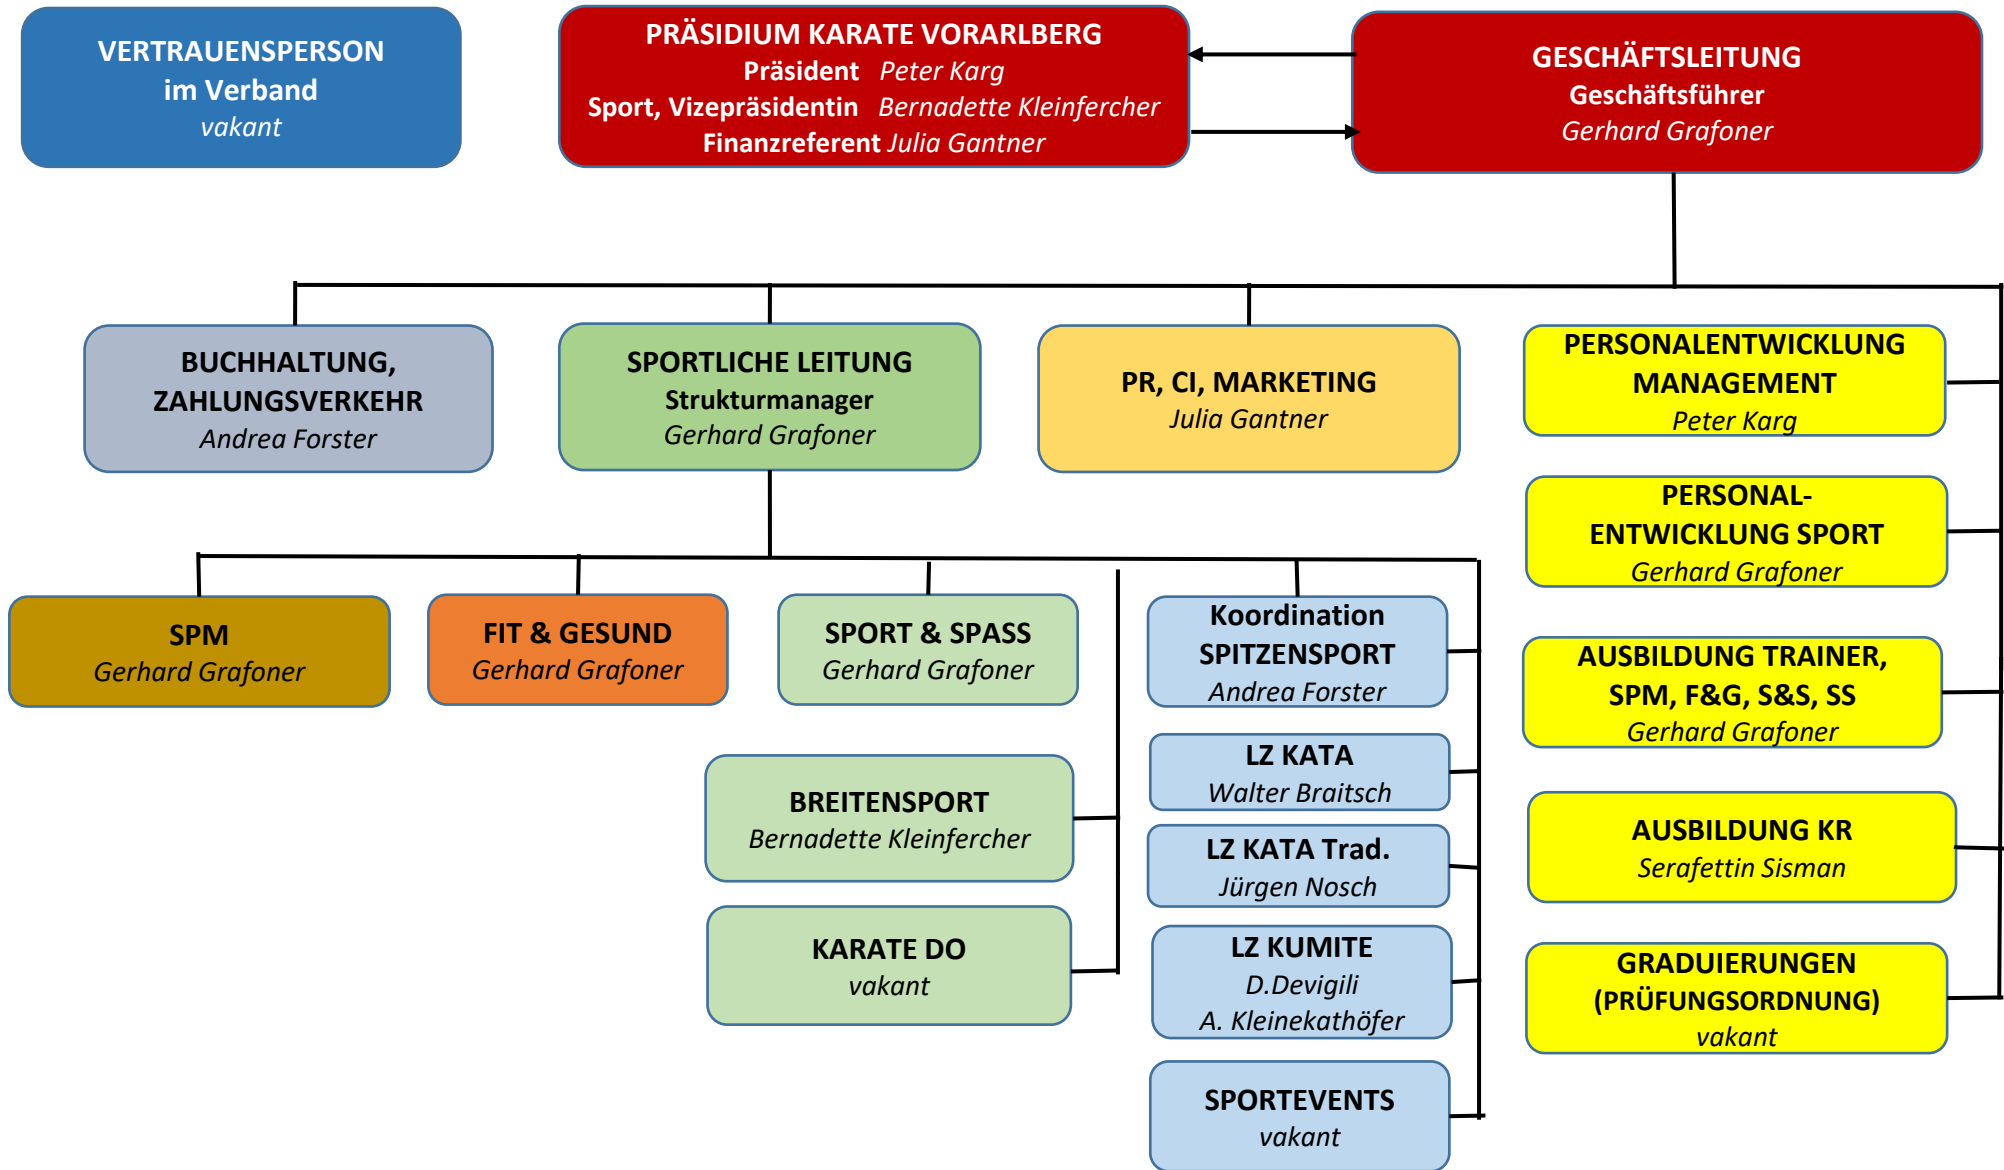 VERTRAUENSPERSON
im Verband
vakant
PRÄSIDIUM KARATE VORARLBERG
Präsident Peter Karg
Sport, Vizepräsidentin Bernadette Kleinfercher
Finanzreferent Julia Gantner
GESCHÄFTSLEITUNG
Geschäftsführer
Gerhard Grafoner
BUCHHALTUNG,
ZAHLUNGSVERKEHR
Andrea Forster
SPORTLICHE LEITUNG
Strukturmanager
Gerhard Grafoner
PR, CI, MARKETING
Julia Gantner
PERSONALENTWICKLUNG
MANAGEMENT
Peter Karg
PERSONAL-
ENTWICKLUNG SPORT
Gerhard Grafoner
SPM
Gerhard Grafoner
FIT & GESUND
Gerhard Grafoner
SPORT & SPASS
Gerhard Grafoner
Koordination
SPITZENSPORT
Andrea Forster
AUSBILDUNG TRAINER,
SPM, F&G, S&S, SS
Gerhard Grafoner
BREITENSPORT
Bernadette Kleinfercher
LZ KATA
Walter Braitsch
LZ KATA Trad.
Jürgen Nosch
AUSBILDUNG KR
Serafettin Sisman
KARATE DO
vakant
LZ KUMITE
D.Devigili
A. Kleinekathöfer
GRADUIERUNGEN
(PRÜFUNGSORDNUNG)
vakant
SPORTEVENTS
vakant